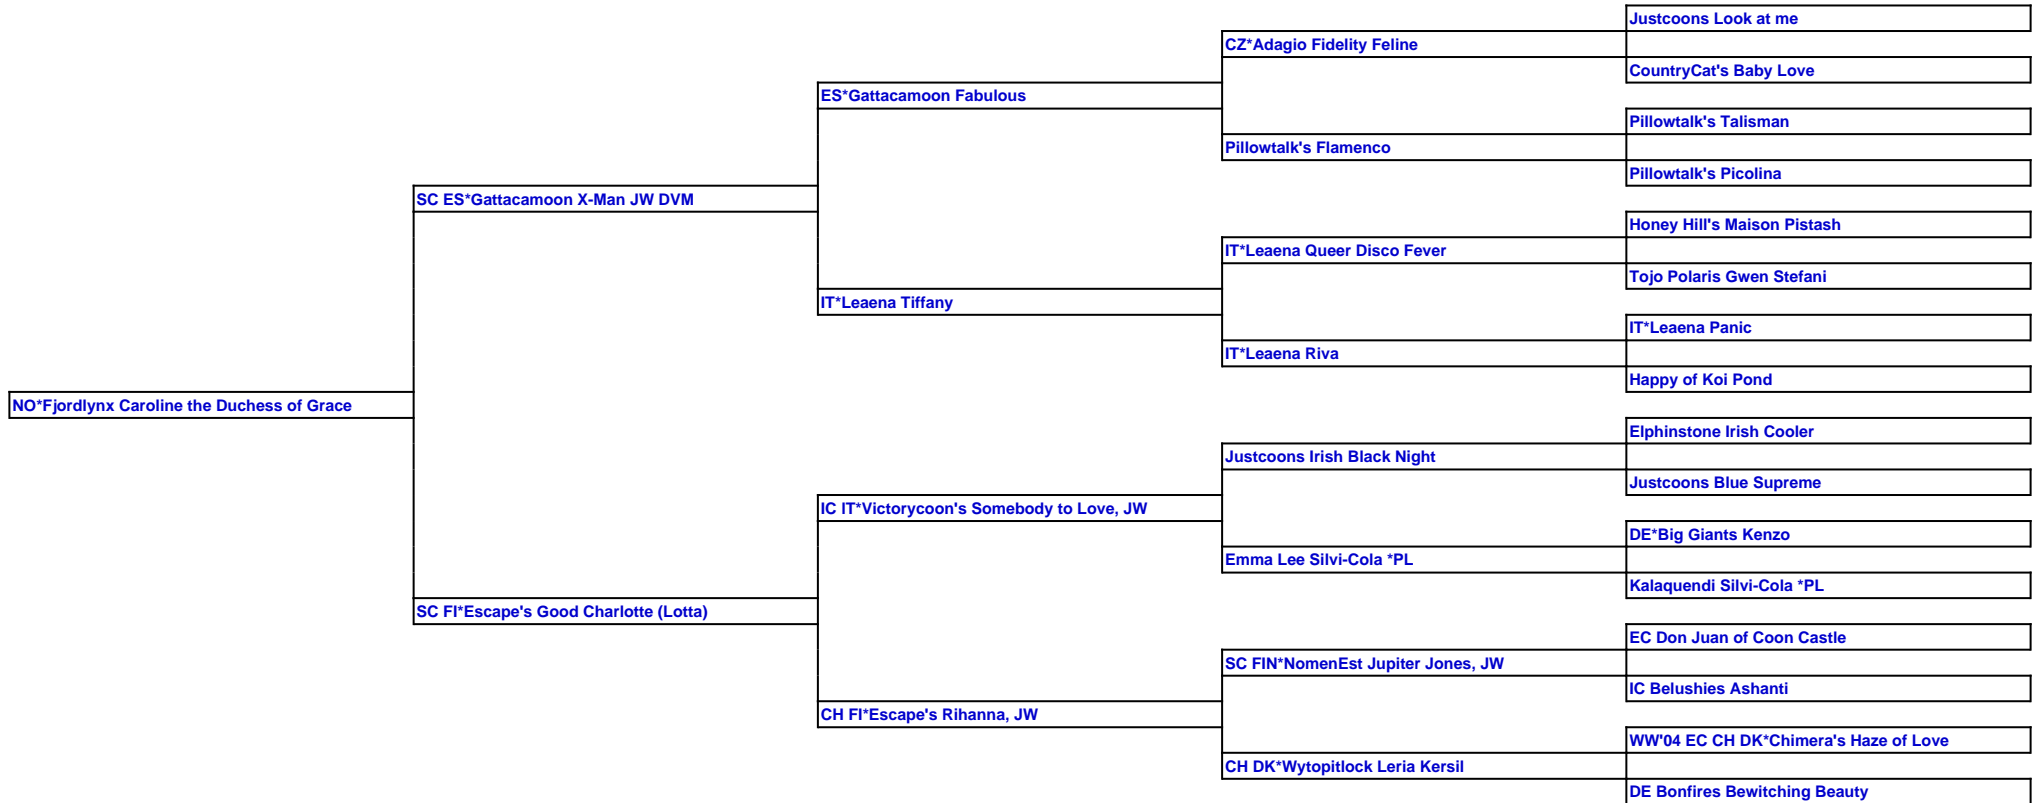 Justcoons Look at me
CZ*Adagio Fidelity Feline
CountryCat's Baby Love
ES*Gattacamoon Fabulous
Pillowtalk's Talisman
Pillowtalk's Flamenco
Pillowtalk's Picolina
SC ES*Gattacamoon X-Man JW DVM
Honey Hill's Maison Pistash
IT*Leaena Queer Disco Fever
Tojo Polaris Gwen Stefani
IT*Leaena Tiffany
IT*Leaena Panic
IT*Leaena Riva
Happy of Koi Pond
NO*Fjordlynx Caroline the Duchess of Grace
Elphinstone Irish Cooler
Justcoons Irish Black Night
Justcoons Blue Supreme
IC IT*Victorycoon's Somebody to Love, JW
DE*Big Giants Kenzo
Emma Lee Silvi-Cola *PL
Kalaquendi Silvi-Cola *PL
SC FI*Escape's Good Charlotte (Lotta)
EC Don Juan of Coon Castle
SC FIN*NomenEst Jupiter Jones, JW
IC Belushies Ashanti
CH FI*Escape's Rihanna, JW
WW'04 EC CH DK*Chimera's Haze of Love
CH DK*Wytopitlock Leria Kersil
DE Bonfires Bewitching Beauty